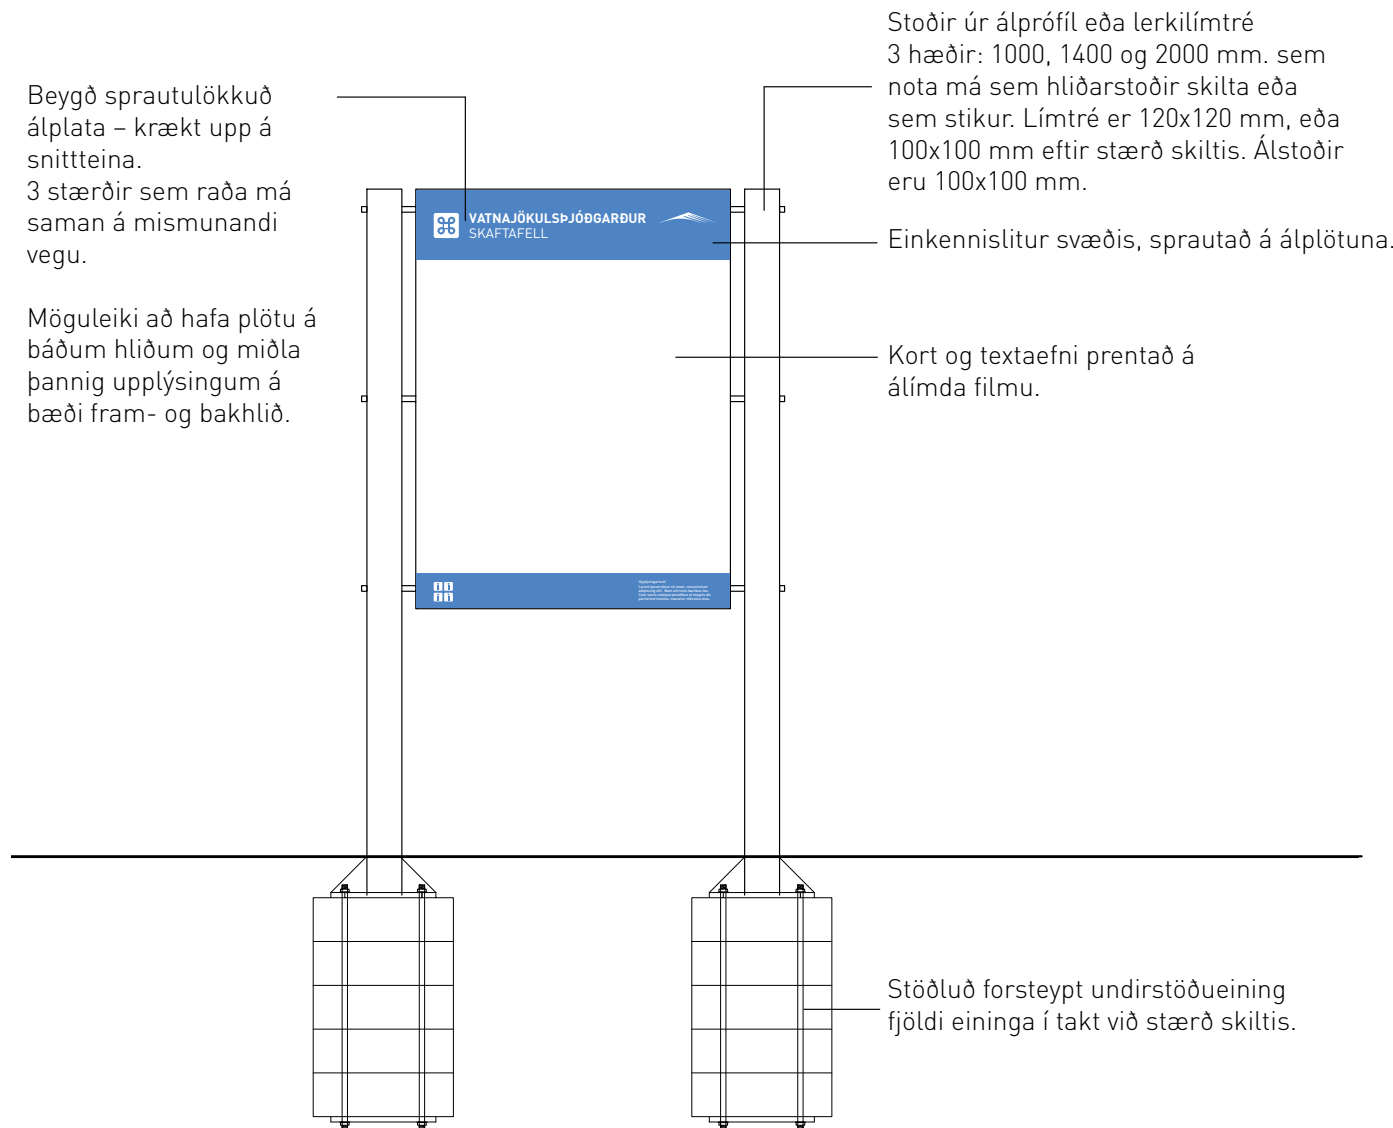 Beygð sprautulökkuð
álplata – krækt upp á
snittteina.
3 stærðir sem raða má
saman á mismunandi
vegu.
Möguleiki að hafa plötu á
báðum hliðum og miðla
þannig upplýsingum á
bæði fram- og bakhlið.
VATNAJÖKULSÞJÓÐGARÐUR
SKAFTAFELL
Stoðir úr álprófíl eða lerkilímtré
3 hæðir: 1000, 1400 og 2000 mm. sem
nota má sem hliðarstoðir skilta eða
sem stikur. Límtré er 120x120 mm, eða
100x100 mm eftir stærð skiltis. Álstoðir
eru 100x100 mm.
Einkennislitur svæðis, sprautað á álplötuna.
Kort og textaefni prentað á
álímda filmu.
Stöðluð forsteypt undirstöðueining
fjöldi eininga í takt við stærð skiltis.